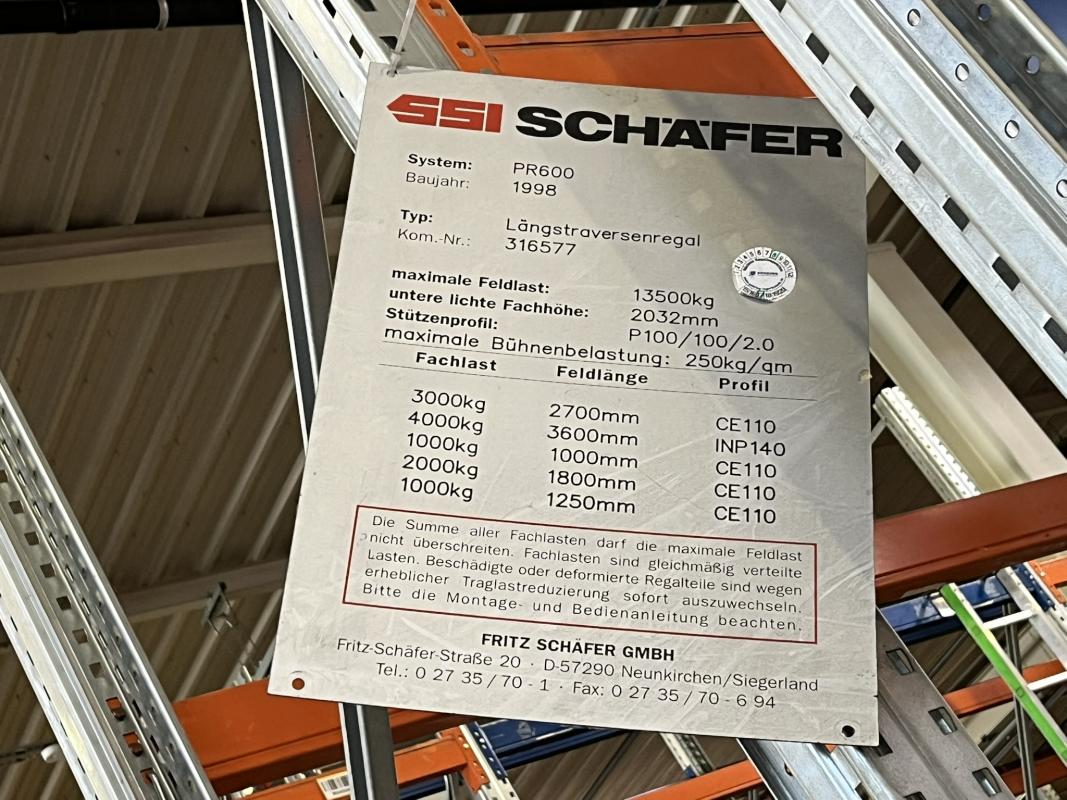 SSI SCHÄFER
System: PR600
Baujahr: 1998
Typ: Längstraversenregal
Kom.-Nr.: 316577
maximale Feldlast: 13500kg
untere lichte Fachhöhe: 2032mm
Stützenprofil: P100/100/2.0
maximale Bühnenbelastung: 250kg/qm
Fachlast Feldlänge Profil
3000kg 2700mm CE110
4000kg 3600mm INP140
1000kg 1000mm CE110
2000kg 1800mm CE110
1000kg 1250mm CE110
Die Summe aller Fachlasten darf die maximale Feldlast
nicht überschreiten. Fachlasten sind gleichmäßig verteilte
Lasten. Beschädigte oder deformierte Regalteile sind wegen
erheblicher Traglastreduzierung sofort auszuwechseln.
Bitte die Montage- und Bedienanleitung beachten.
FRITZ SCHÄFER GMBH
Fritz-Schäfer-Straße 20 · D-57290 Neunkirchen/Siegerland
Tel.: 0 27 35 / 70 - 1 · Fax: 0 27 35 / 70 - 6 94